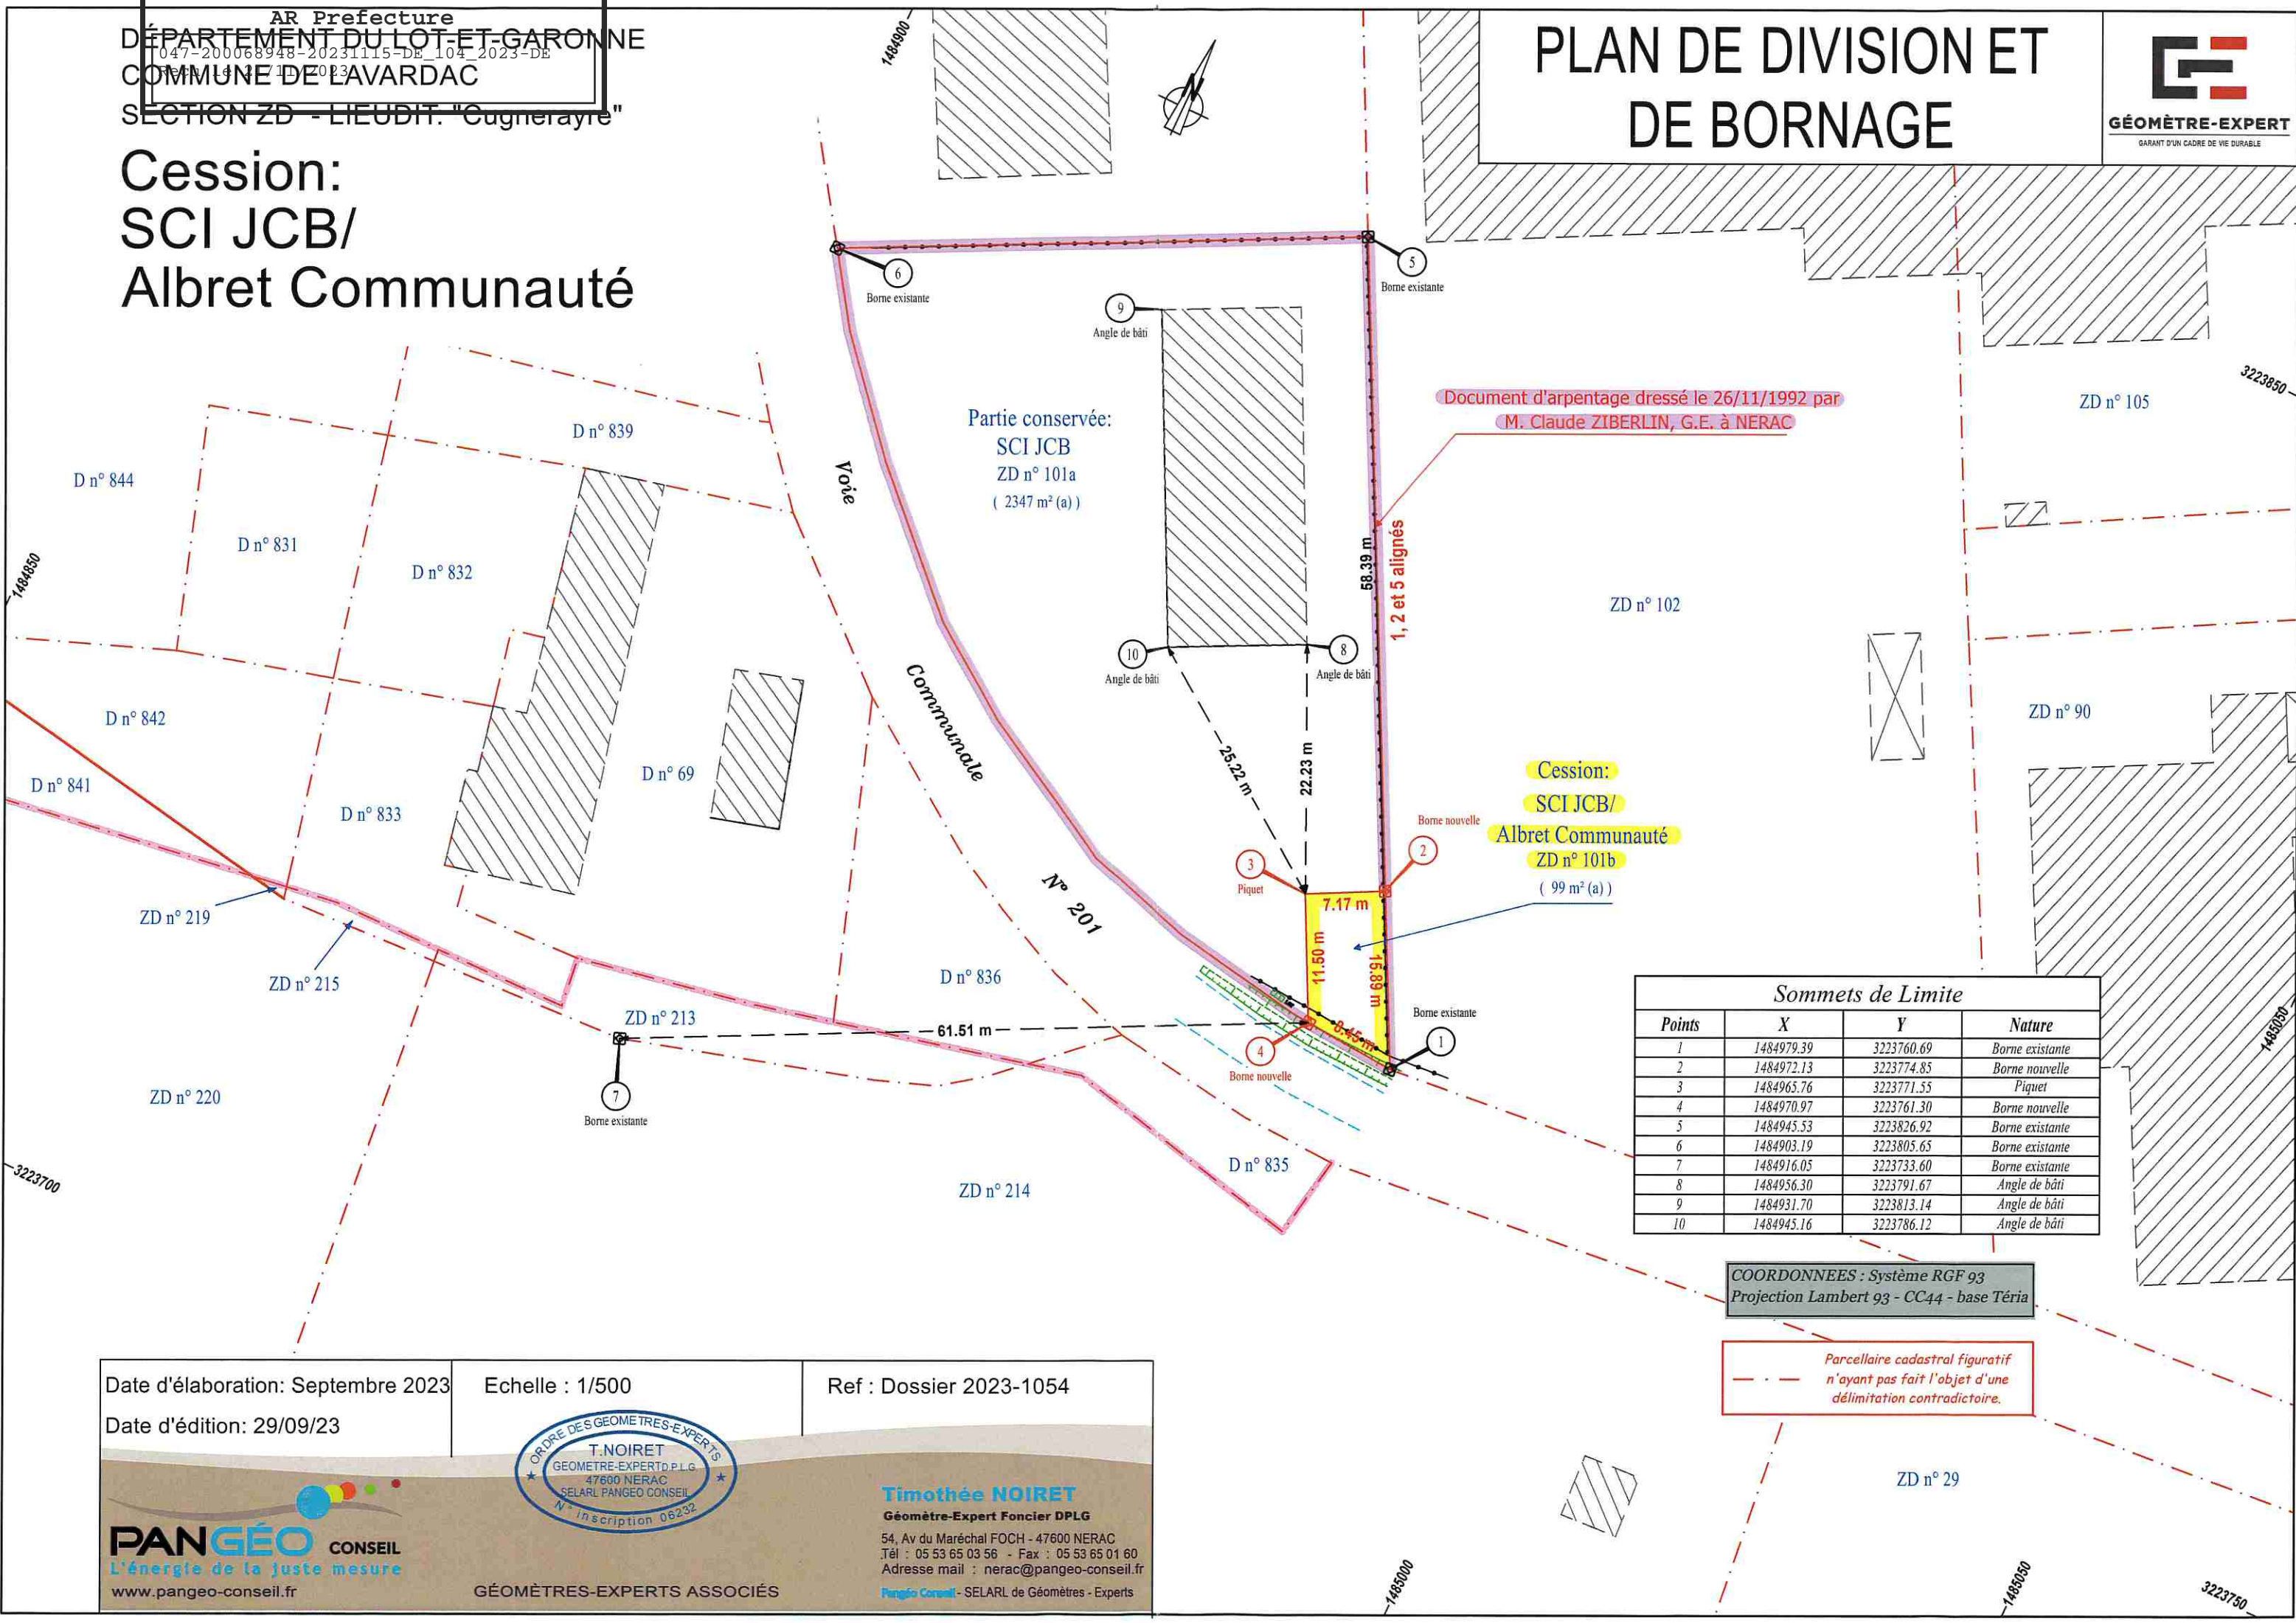 AR Prefecture
047-200068948-20231115-DE_104_2023-DE
DÉPARTEMENT DU LOT-ET-GARONNE
COMMUNE DE LAVARDAC
SECTION ZD - LIEUDIT: "Cugnerayre"
Cession:
SCI JCB/
Albret Communauté
PLAN DE DIVISION ET
DE BORNAGE
GÉOMÈTRE-EXPERT
GARANT D'UN CADRE DE VIE DURABLE
1484900
6
Borne existante
5
Borne existante
9
Angle de bâti
3223850
ZD n° 105
Document d'arpentage dressé le 26/11/1992 par
M. Claude ZIBERLIN, G.E. à NERAC
Partie conservée:
SCI JCB
ZD n° 101a
( 2347 m² (a) )
D n° 839
D n° 844
D n° 831
D n° 832
1484850
Voie
Communale
N° 201
58.39 m
1, 2 et 5 alignés
ZD n° 102
10
Angle de bâti
8
Angle de bâti
D n° 842
D n° 841
D n° 833
D n° 69
ZD n° 90
25.22 m
22.23 m
Cession:
SCI JCB/
Albret Communauté
ZD n° 101b
( 99 m² (a) )
Borne nouvelle
2
3
Piquet
7.17 m
11.50 m
15.89 m
8.45 m
ZD n° 219
ZD n° 215
D n° 836
ZD n° 213
61.51 m
Borne existante
1
4
Borne nouvelle
7
Borne existante
ZD n° 220
ZD n° 214
D n° 835
3223700
1485050
Sommets de Limite
Points X Y Nature
1 1484979.39 3223760.69 Borne existante
2 1484972.13 3223774.85 Borne nouvelle
3 1484965.76 3223771.55 Piquet
4 1484970.97 3223761.30 Borne nouvelle
5 1484945.53 3223826.92 Borne existante
6 1484903.19 3223805.65 Borne existante
7 1484916.05 3223733.60 Borne existante
8 1484956.30 3223791.67 Angle de bâti
9 1484931.70 3223813.14 Angle de bâti
10 1484945.16 3223786.12 Angle de bâti
COORDONNEES : Système RGF 93
Projection Lambert 93 - CC44 - base Téria
Parcellaire cadastral figuratif
n'ayant pas fait l'objet d'une
délimitation contradictoire.
ZD n° 29
1485000
1485050
3223750
Date d'élaboration: Septembre 2023
Date d'édition: 29/09/23
Echelle : 1/500
Ref : Dossier 2023-1054
ORDRE DES GEOMETRES-EXPERTS
T.NOIRET
GEOMETRE-EXPERT D.P.L.G.
47600 NERAC
SELARL PANGEO CONSEIL
N° inscription 06232
PANGÉO CONSEIL
L'énergie de la juste mesure
www.pangeo-conseil.fr
GÉOMÈTRES-EXPERTS ASSOCIÉS
Timothée NOIRET
Géomètre-Expert Foncier DPLG
54, Av du Maréchal FOCH - 47600 NERAC
Tél : 05 53 65 03 56 - Fax : 05 53 65 01 60
Adresse mail : nerac@pangeo-conseil.fr
Pangéo Conseil - SELARL de Géomètres - Experts